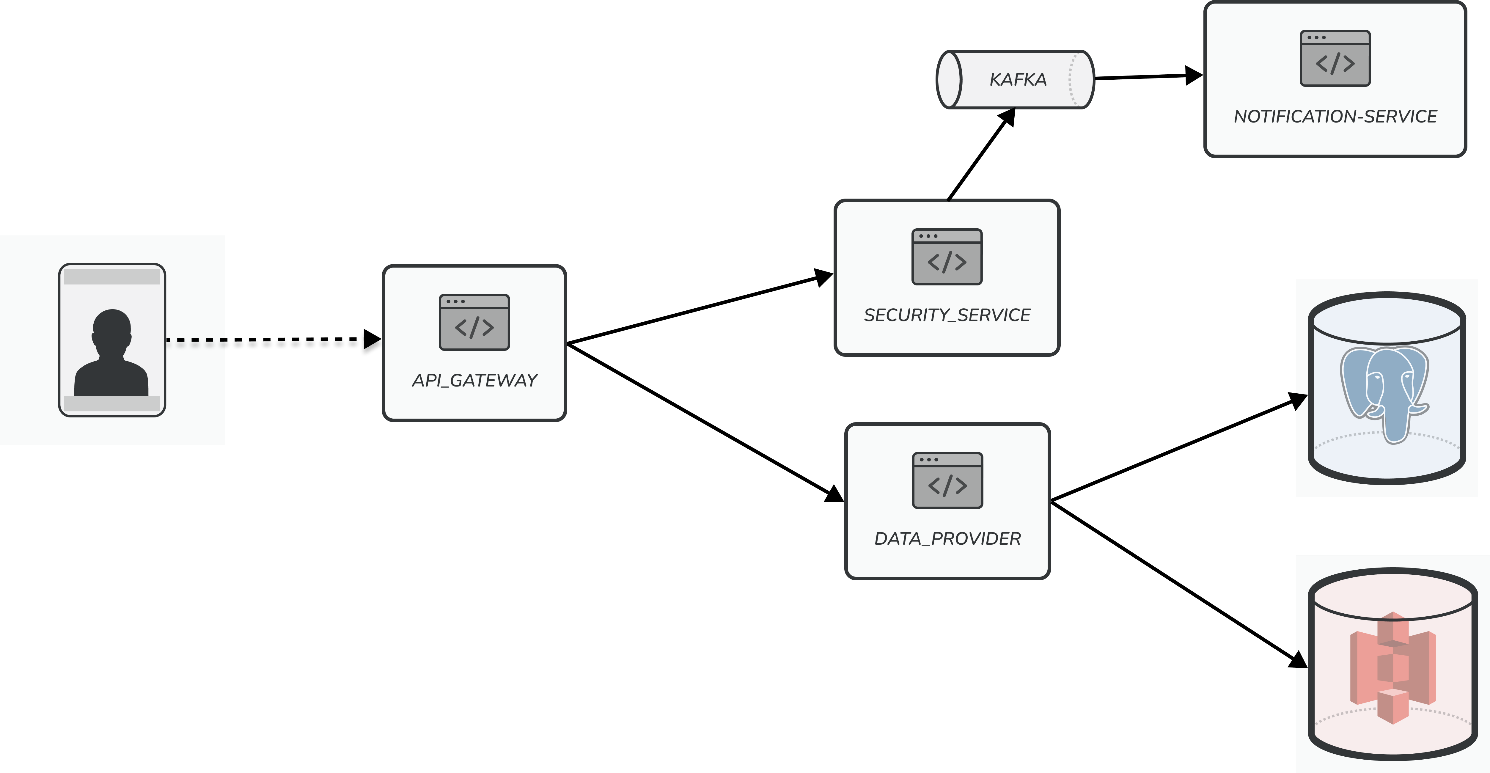 KAFKA
NOTIFICATION-SERVICE
SECURITY_SERVICE
API_GATEWAY
DATA_PROVIDER